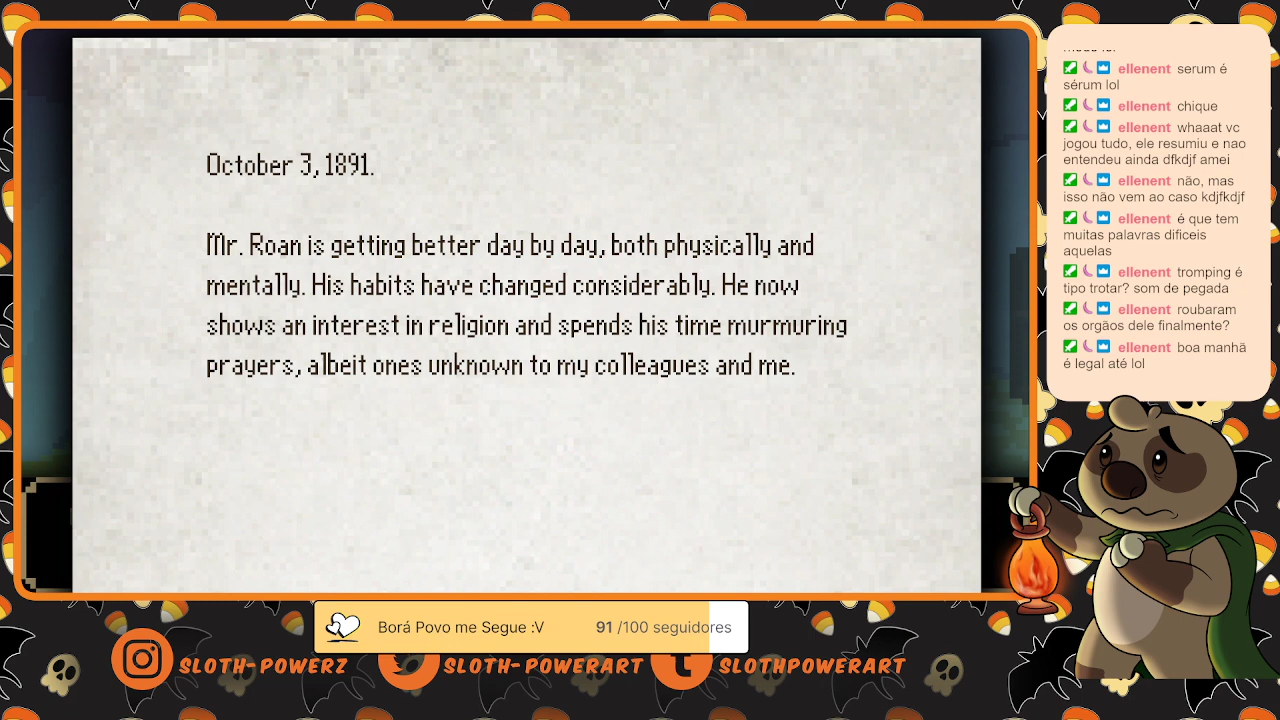 October 3, 1891.
Mr. Roan is getting better day by day, both physically and
mentally. His habits have changed considerably. He now
shows an interest in religion and spends his time murmuring
prayers, albeit ones unknown to my colleagues and me.
ellenent serum é
sérum lol
ellenent chique
ellenent whaaat vc
jogou tudo, ele resumiu e nao
entendeu ainda dfkdjf amei
ellenent não, mas
isso não vem ao caso kdjfkdjf
ellenent é que tem
muitas palavras dificeis
aquelas
ellenent tromping é
tipo trotar? som de pegada
ellenent roubaram
os orgãos dele finalmente?
ellenent boa manhã
é legal até lol
Borá Povo me Segue :V 91 /100 seguidores
SLOTH-POWERZ SLOTH-POWERART SLOTHPOWERART